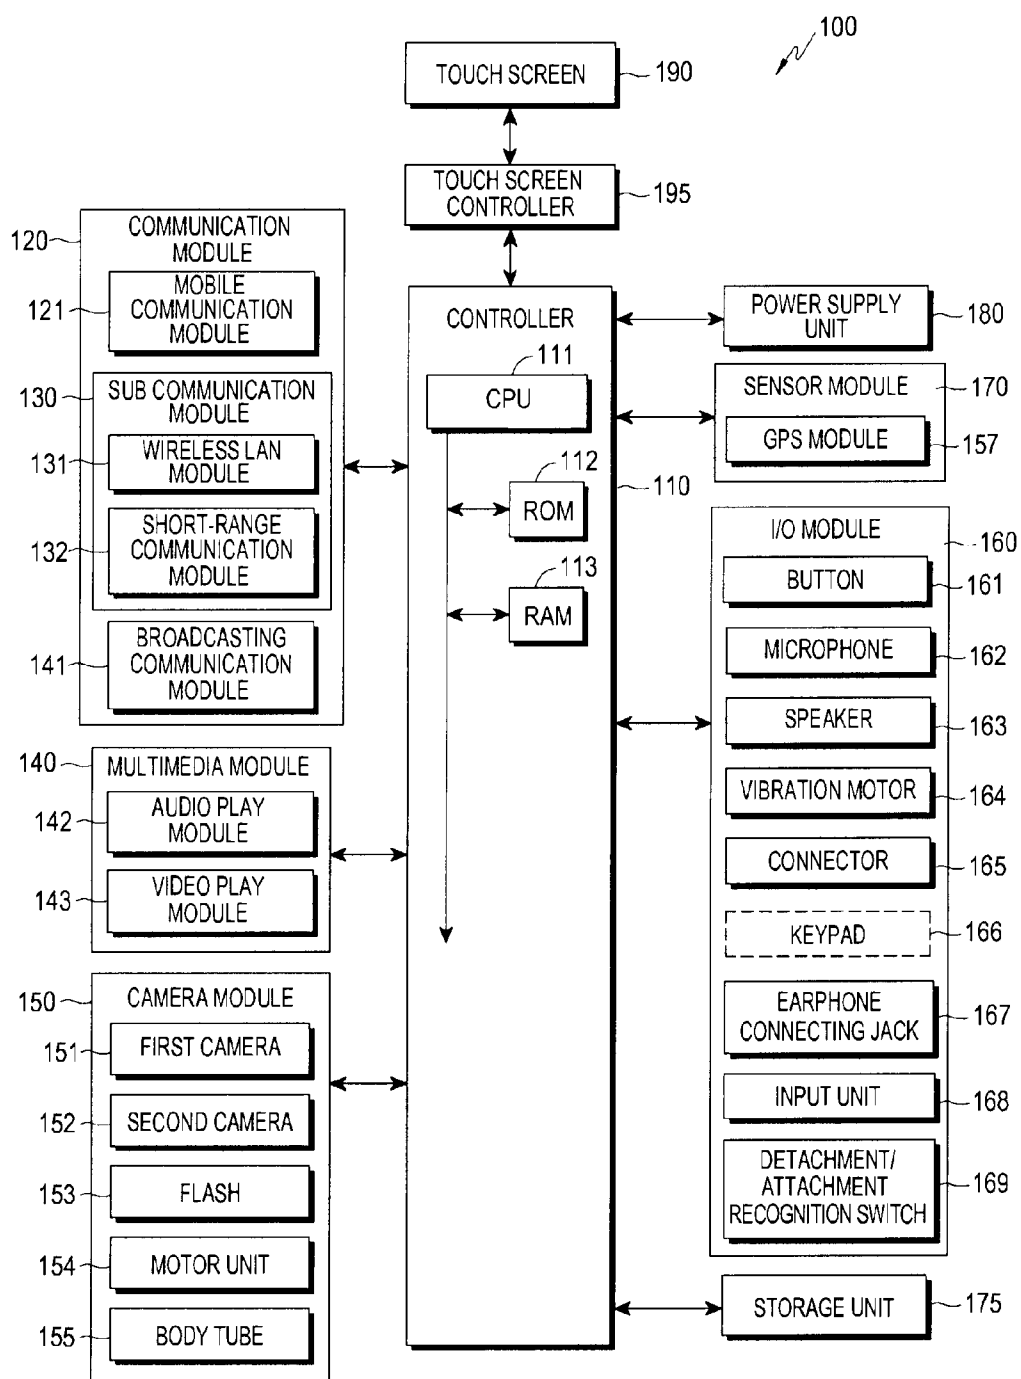 100
TOUCH SCREEN
190
TOUCH SCREEN
CONTROLLER
195
120
COMMUNICATION
MODULE
121
MOBILE
COMMUNICATION
MODULE
130
SUB COMMUNICATION
MODULE
131
WIRELESS LAN
MODULE
132
SHORT-RANGE
COMMUNICATION
MODULE
141
BROADCASTING
COMMUNICATION
MODULE
140
MULTIMEDIA MODULE
142
AUDIO PLAY
MODULE
143
VIDEO PLAY
MODULE
150
CAMERA MODULE
151
FIRST CAMERA
152
SECOND CAMERA
153
FLASH
154
MOTOR UNIT
155
BODY TUBE
CONTROLLER
111
CPU
112
ROM
110
113
RAM
POWER SUPPLY
UNIT
180
SENSOR MODULE
170
GPS MODULE
157
I/O MODULE
160
BUTTON
161
MICROPHONE
162
SPEAKER
163
VIBRATION MOTOR
164
CONNECTOR
165
KEYPAD
166
EARPHONE
CONNECTING JACK
167
INPUT UNIT
168
DETACHMENT/
ATTACHMENT
RECOGNITION SWITCH
169
STORAGE UNIT
175